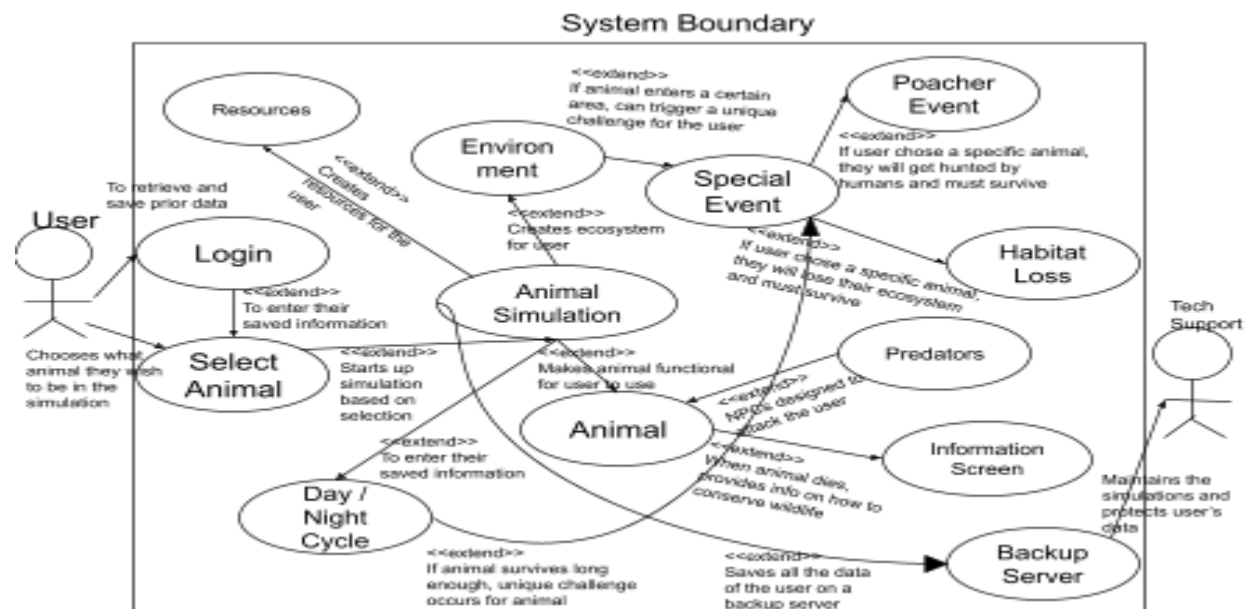 System Boundary
<<extend>>
If animal enters a certain
area, can trigger a unique
challenge for the user
Poacher
Event
Resources
Environ
ment
<<extend>>
If user chose a specific animal,
they will get hunted by
humans and must survive
<<extend>>
Creates
resources for the
user
Special
Event
To retrieve and
save prior data
User
<<extend>>
Creates ecosystem
for user
Login
<<extend>>
If user chose a specific animal,
they will lose their ecosystem
and must survive
Habitat
Loss
<<extend>>
To enter their
saved information
Animal
Simulation
Tech
Support
Chooses what
animal they wish
to be in the
simulation
Select
Animal
<<extend>>
Starts up
simulation
based on
selection
<<extend>>
Makes animal functional
for user to use
Predators
<<extend>>
NPCs designed to
attack the user
Animal
<<extend>>
To enter their
saved information
<<extend>>
When animal dies,
provides info on how to
conserve wildlife
Information
Screen
Maintains the
simulations and
protects user's
data
Day /
Night
Cycle
<<extend>>
If animal survives long
enough, unique challenge
occurs for animal
<<extend>>
Saves all the data
of the user on a
backup server
Backup
Server